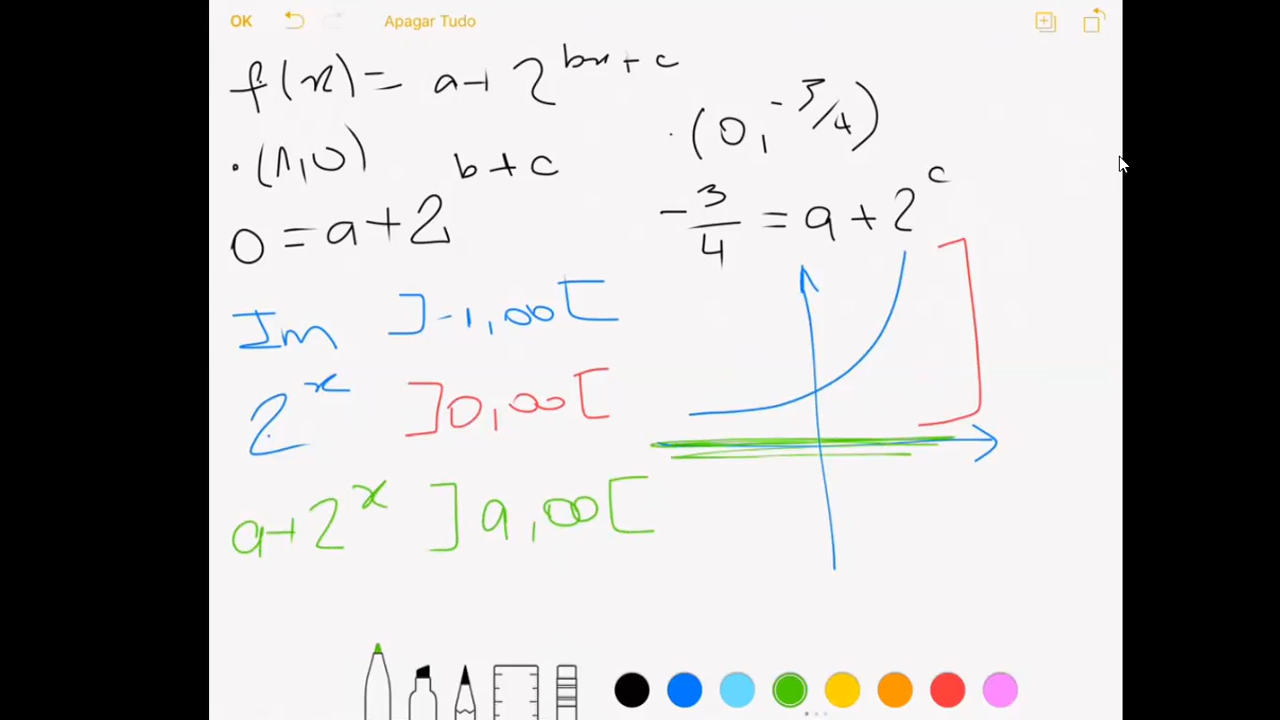 OK Apagar Tudo
f(x) = a + 2^{bx + c}
• (1,0)
0 = a + 2^{b + c}
• (0, -3/4)
-3/4 = a + 2^c
Im ]-1,∞[
2^x ]0,∞[
a + 2^x ]a,∞[